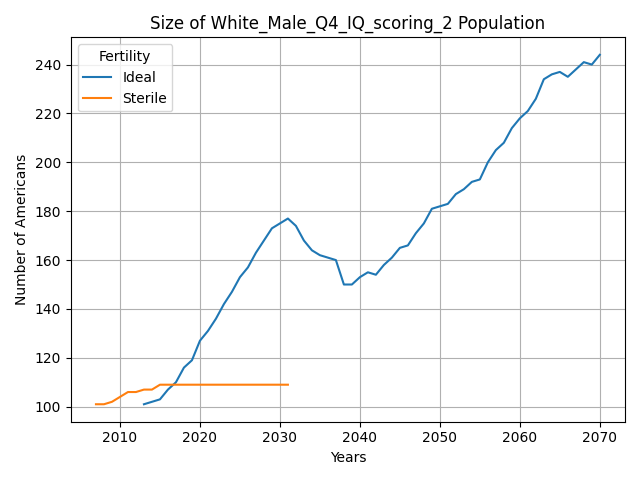 Size of White_Male_Q4_IQ_scoring_2 Population
Fertility
Ideal
Sterile
Number of Americans
240
220
200
180
160
140
120
100
2010 2020 2030 2040 2050 2060 2070
Years